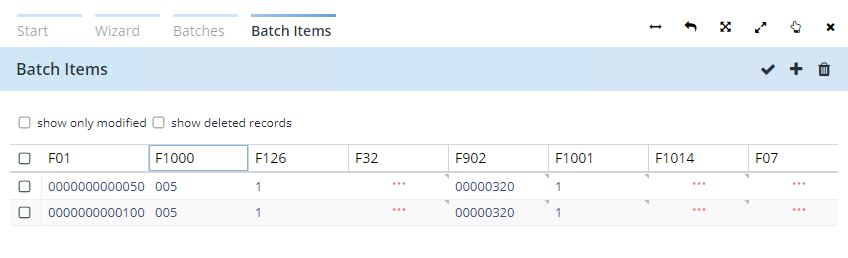 Start Wizard Batches Batch Items
Batch Items
show only modified show deleted records
F01 F1000 F126 F32 F902 F1001 F1014 F07
0000000000050 005 1 ··· 00000320 1 ··· ···
0000000000100 005 1 ··· 00000320 1 ··· ···